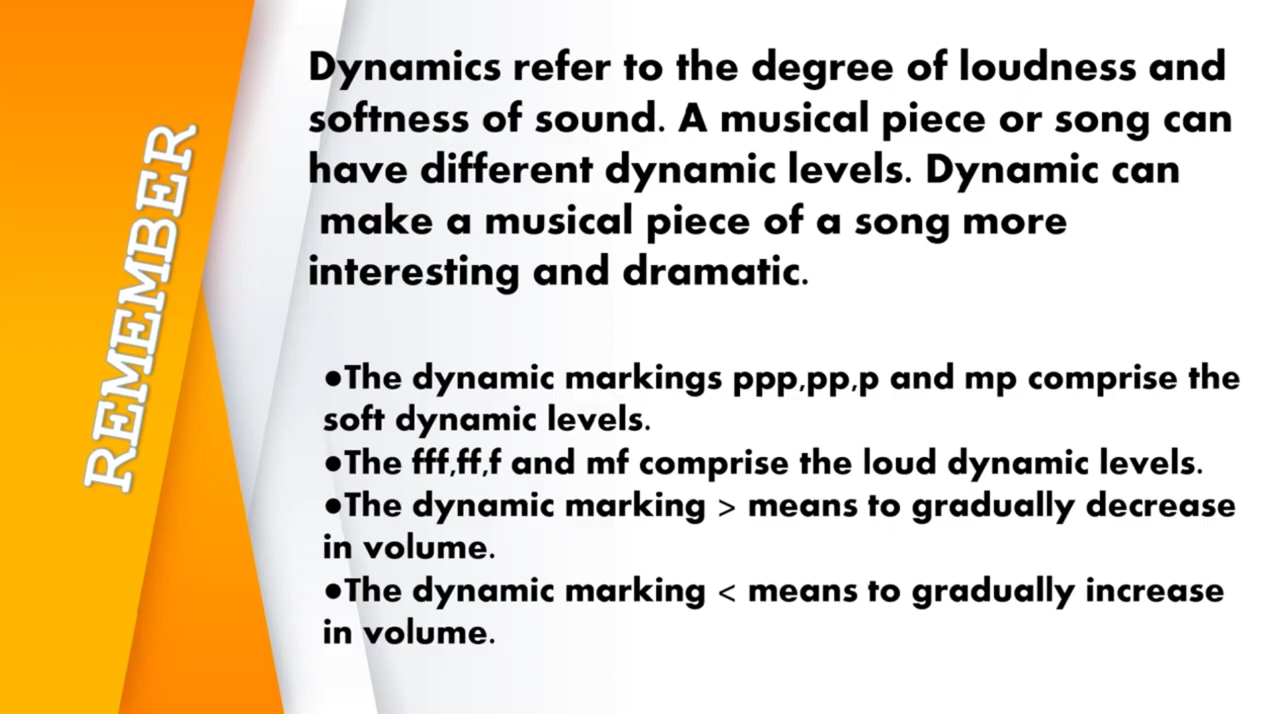 REMEMBER
Dynamics refer to the degree of loudness and
softness of sound. A musical piece or song can
have different dynamic levels. Dynamic can
make a musical piece of a song more
interesting and dramatic.
●The dynamic markings ppp,pp,p and mp comprise the
soft dynamic levels.
●The fff,ff,f and mf comprise the loud dynamic levels.
●The dynamic marking > means to gradually decrease
in volume.
●The dynamic marking < means to gradually increase
in volume.